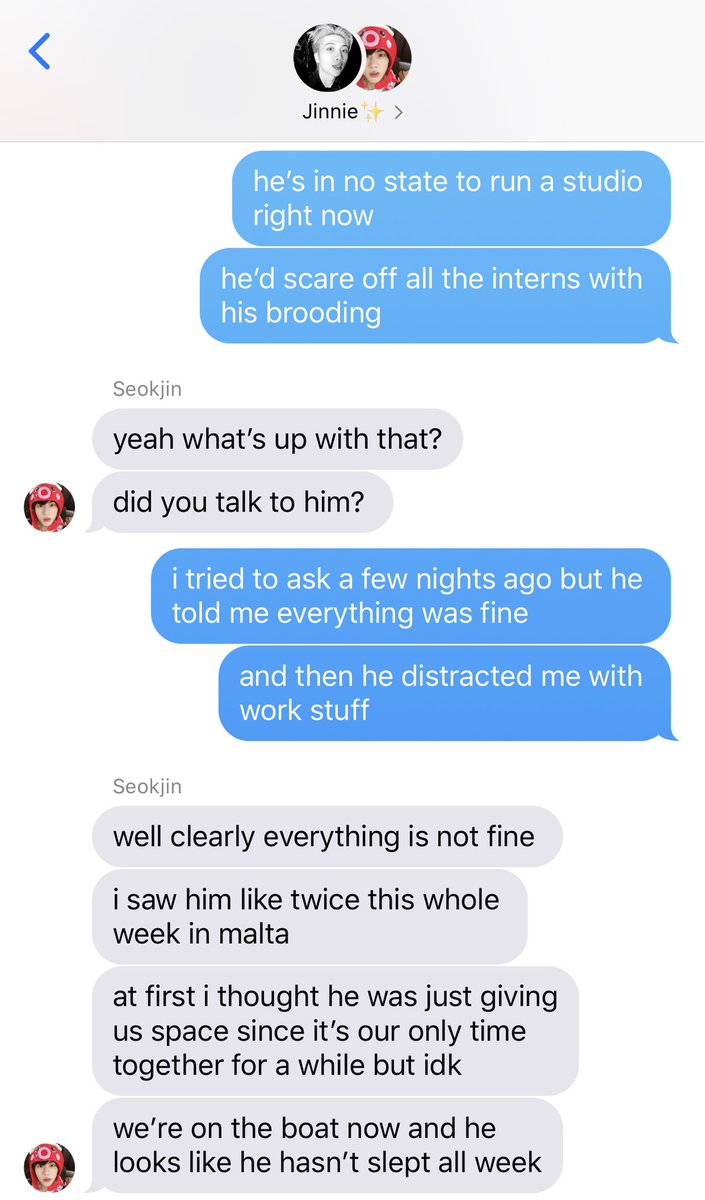 Jinnie✨
he’s in no state to run a studio
right now
he’d scare off all the interns with
his brooding
Seokjin
yeah what’s up with that?
did you talk to him?
i tried to ask a few nights ago but he
told me everything was fine
and then he distracted me with
work stuff
Seokjin
well clearly everything is not fine
i saw him like twice this whole
week in malta
at first i thought he was just giving
us space since it’s our only time
together for a while but idk
we’re on the boat now and he
looks like he hasn’t slept all week